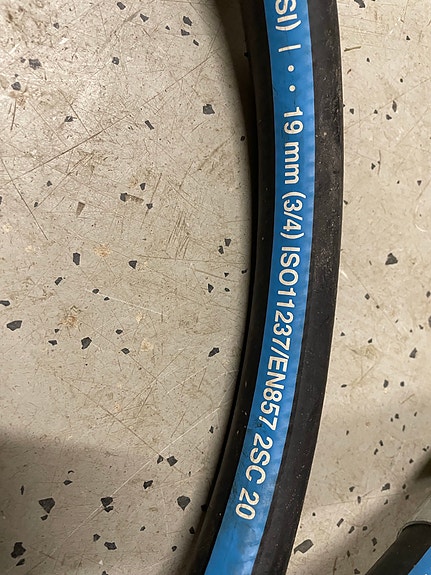 SI) I • • • 19 mm (3/4) ISO11237/EN857 2SC 20